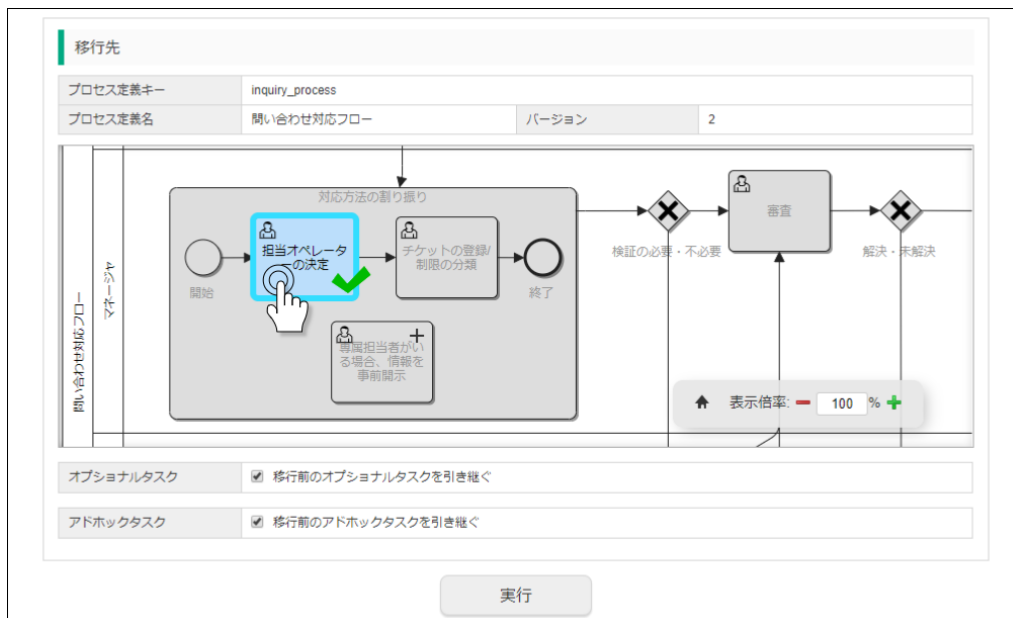 移行先
プロセス定義キー inquiry_process
プロセス定義名 問い合わせ対応フロー バージョン 2
問い合わせ対応フロー
マネージャ
対応方法の割り振り
開始
担当オペレータ
ーの決定
チケットの登録/
制限の分類
終了
専属担当者がい
る場合、情報を
事前開示
検証の必要・不必要
審査
解決・未解決
表示倍率: 100 %
オプショナルタスク 移行前のオプショナルタスクを引き継ぐ
アドホックタスク 移行前のアドホックタスクを引き継ぐ
実行